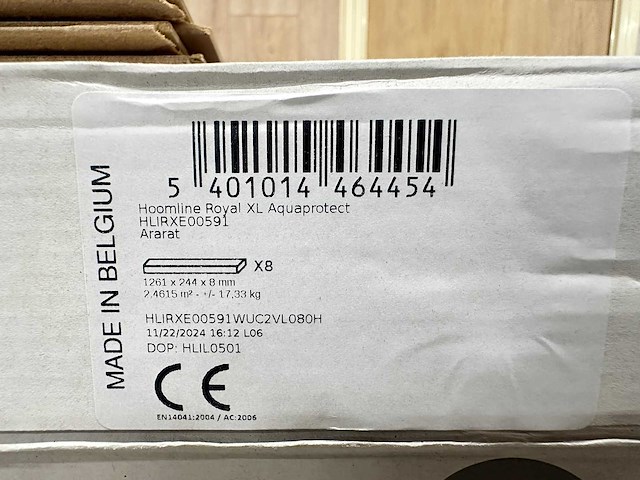 5 401014 464454
Hoomline Royal XL Aquaprotect
HLIRXE00591
Ararat
X8
1261 x 244 x 8 mm
2,4615 m² - +/- 17,33 kg
HLIRXE00591WUC2VL080H
11/22/2024 16:12 L06
DOP: HLIL0501
CE
EN14041:2004 / AC:2006
MADE IN BELGIUM